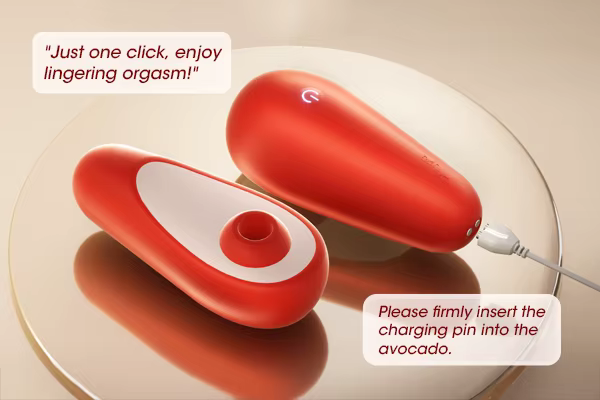 "Just one click, enjoy
lingering orgasm!"
Please firmly insert the
charging pin into the
avocado.